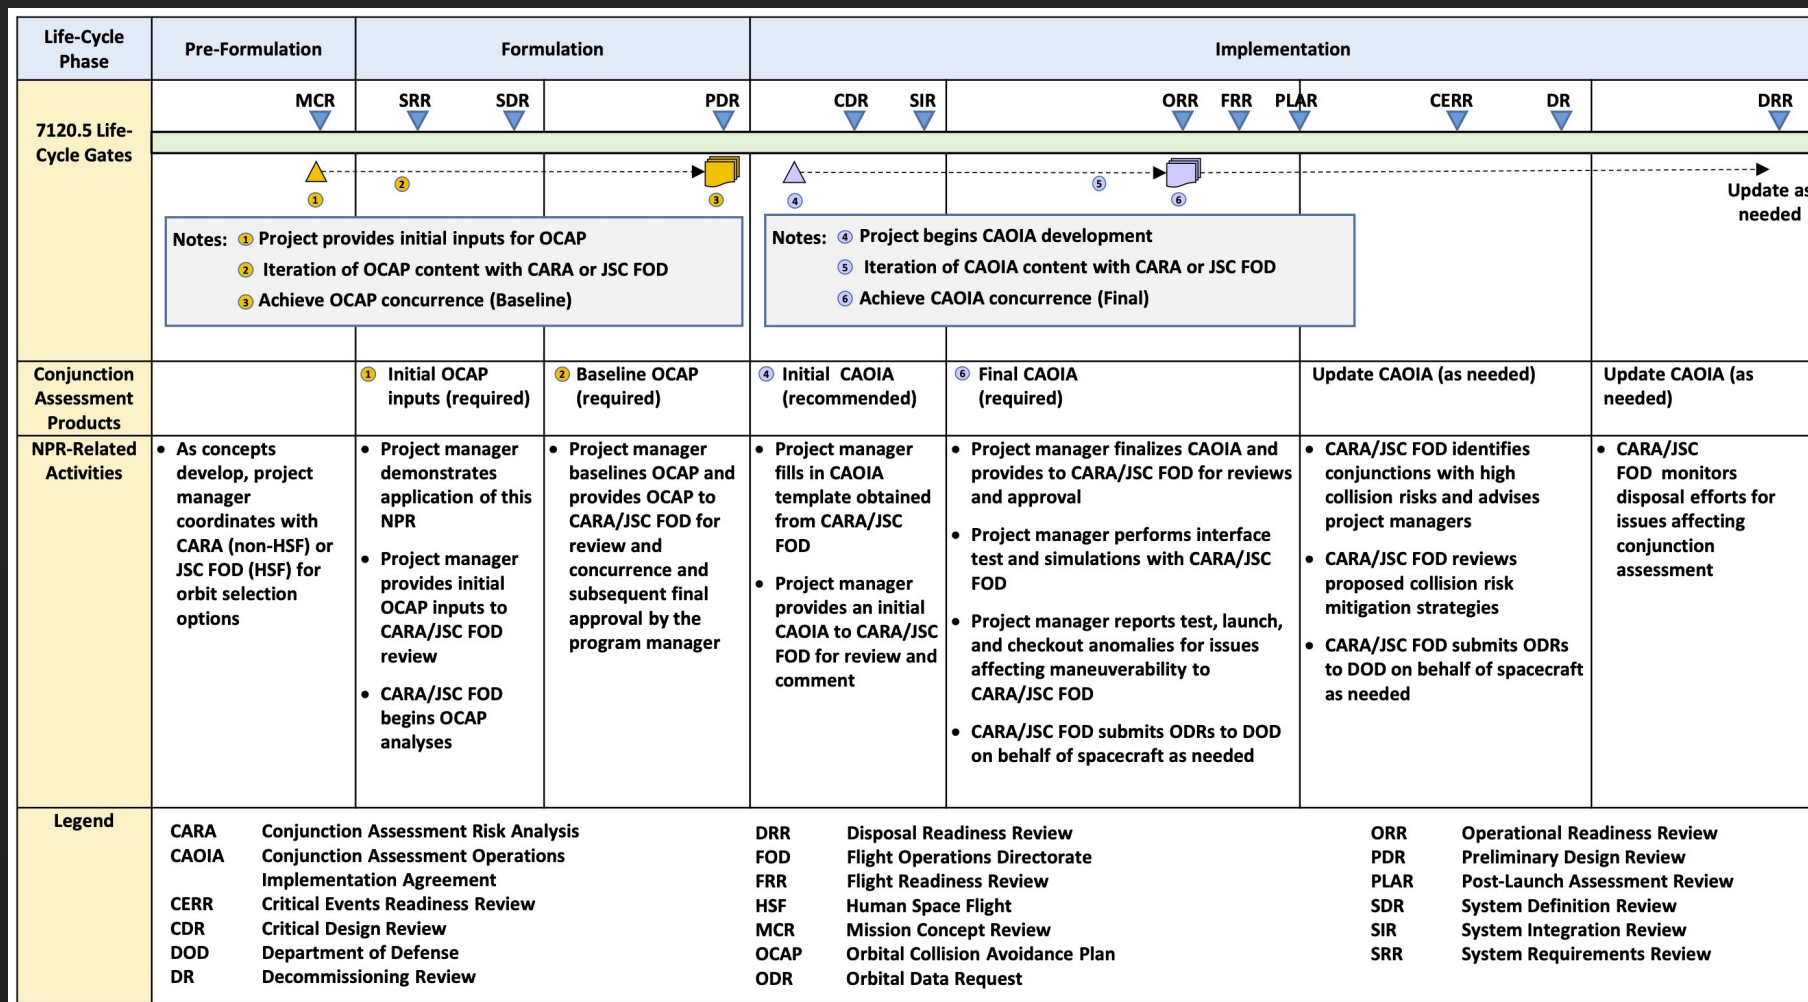 Life-Cycle
Phase
Pre-Formulation
Formulation
Implementation
7120.5 Life-
Cycle Gates
MCR
SRR
SDR
PDR
CDR
SIR
ORR
FRR
PLAR
CERR
DR
DRR
1
2
3
4
5
6
Update as
needed
Notes: 1 Project provides initial inputs for OCAP
2 Iteration of OCAP content with CARA or JSC FOD
3 Achieve OCAP concurrence (Baseline)
Notes: 4 Project begins CAOIA development
5 Iteration of CAOIA content with CARA or JSC FOD
6 Achieve CAOIA concurrence (Final)
Conjunction
Assessment
Products
1 Initial OCAP
inputs (required)
2 Baseline OCAP
(required)
4 Initial CAOIA
(recommended)
6 Final CAOIA
(required)
Update CAOIA (as needed)
Update CAOIA (as
needed)
NPR-Related
Activities
• As concepts
develop, project
manager
coordinates with
CARA (non-HSF) or
JSC FOD (HSF) for
orbit selection
options
• Project manager
demonstrates
application of this
NPR
• Project manager
provides initial
OCAP inputs to
CARA/JSC FOD
review
• CARA/JSC FOD
begins OCAP
analyses
• Project manager
baselines OCAP and
provides OCAP to
CARA/JSC FOD for
review and
concurrence and
subsequent final
approval by the
program manager
• Project manager
fills in CAOIA
template obtained
from CARA/JSC
FOD
• Project manager
provides an initial
CAOIA to CARA/JSC
FOD for review and
comment
• Project manager finalizes CAOIA and
provides to CARA/JSC FOD for reviews
and approval
• Project manager performs interface
test and simulations with CARA/JSC
FOD
• Project manager reports test, launch,
and checkout anomalies for issues
affecting maneuverability to
CARA/JSC FOD
• CARA/JSC FOD submits ODRs to DOD
on behalf of spacecraft as needed
• CARA/JSC FOD identifies
conjunctions with high
collision risks and advises
project managers
• CARA/JSC FOD reviews
proposed collision risk
mitigation strategies
• CARA/JSC FOD submits ODRs
to DOD on behalf of spacecraft
as needed
• CARA/JSC
FOD monitors
disposal efforts for
issues affecting
conjunction
assessment
Legend
CARA Conjunction Assessment Risk Analysis
CAOIA Conjunction Assessment Operations
Implementation Agreement
CERR Critical Events Readiness Review
CDR Critical Design Review
DOD Department of Defense
DR Decommissioning Review
DRR Disposal Readiness Review
FOD Flight Operations Directorate
FRR Flight Readiness Review
HSF Human Space Flight
MCR Mission Concept Review
OCAP Orbital Collision Avoidance Plan
ODR Orbital Data Request
ORR Operational Readiness Review
PDR Preliminary Design Review
PLAR Post-Launch Assessment Review
SDR System Definition Review
SIR System Integration Review
SRR System Requirements Review